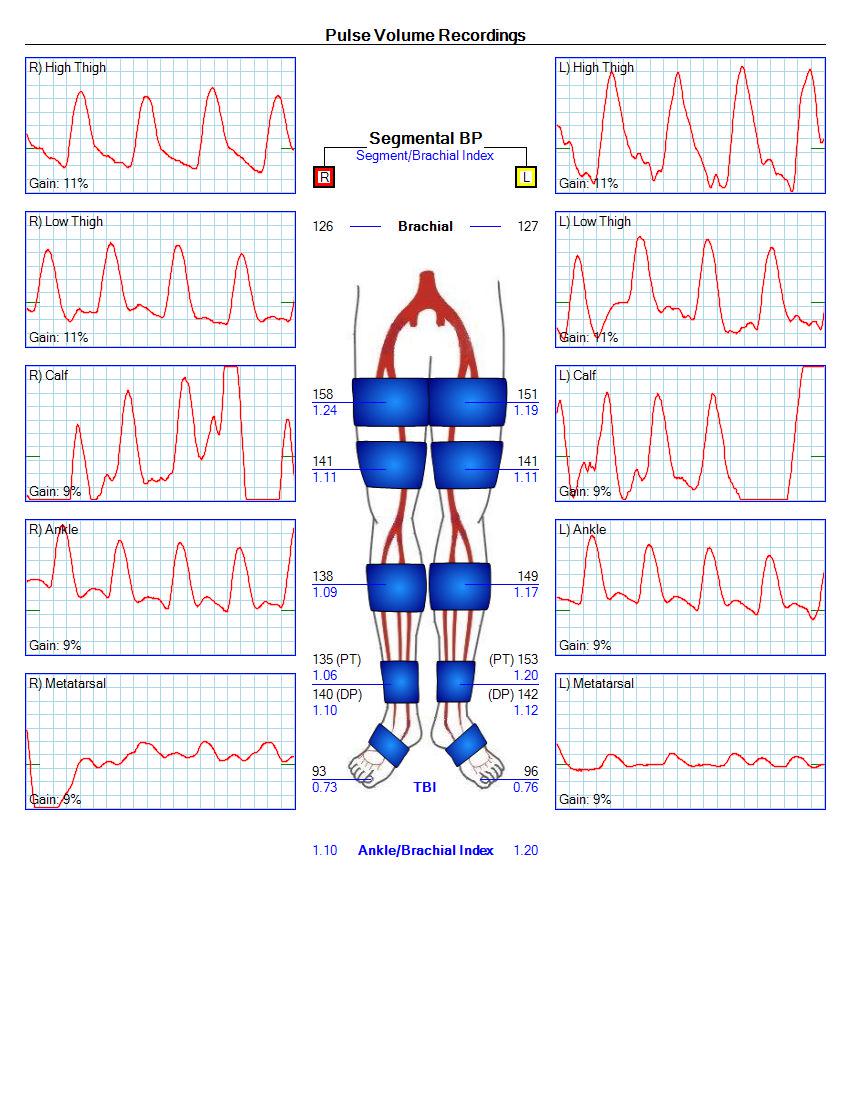 Pulse Volume Recordings
R) High Thigh
Gain: 11%
L) High Thigh
Gain: 11%
Segmental BP
Segment/Brachial Index
R
L
126 Brachial 127
R) Low Thigh
Gain: 11%
L) Low Thigh
Gain: 11%
R) Calf
Gain: 9%
L) Calf
Gain: 9%
158 151
1.24 1.19
141 141
1.11 1.11
R) Ankle
Gain: 9%
L) Ankle
Gain: 9%
138 149
1.09 1.17
135 (PT) (PT) 153
1.06 1.20
140 (DP) (DP) 142
1.10 1.12
R) Metatarsal
Gain: 9%
L) Metatarsal
Gain: 9%
93 96
0.73 TBI 0.76
1.10 Ankle/Brachial Index 1.20